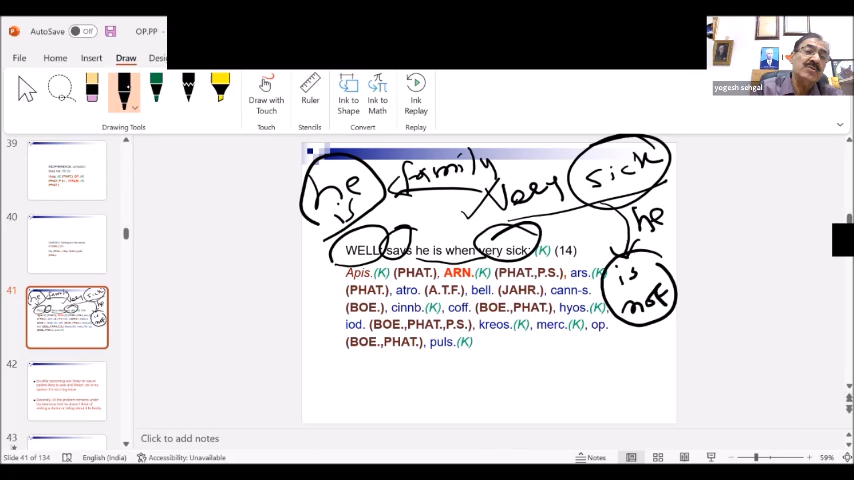 AutoSave Off OP.PP
File Home Insert Draw Desi
Draw with Touch
Ruler
Ink to Shape
Ink to Math
Ink Replay
Drawing Tools Touch Stencils Convert Replay
yogesh sehgal
39
40
41
42
43
he family very sick
is
he
is
not
WELL; says he is when very sick: (K) (14)
Apis.(K) (PHAT.), ARN.(K) (PHAT.,P.S.), ars.(K)
(PHAT.), atro. (A.T.F.), bell. (JAHR.), cann-s.
(BOE.), cinnb.(K), coff. (BOE.,PHAT.), hyos.(K),
iod. (BOE.,PHAT.,P.S.), kreos.(K), merc.(K), op.
(BOE.,PHAT.), puls.(K)
Click to add notes
Slide 41 of 134 English (India) Accessibility: Unavailable Notes 59%